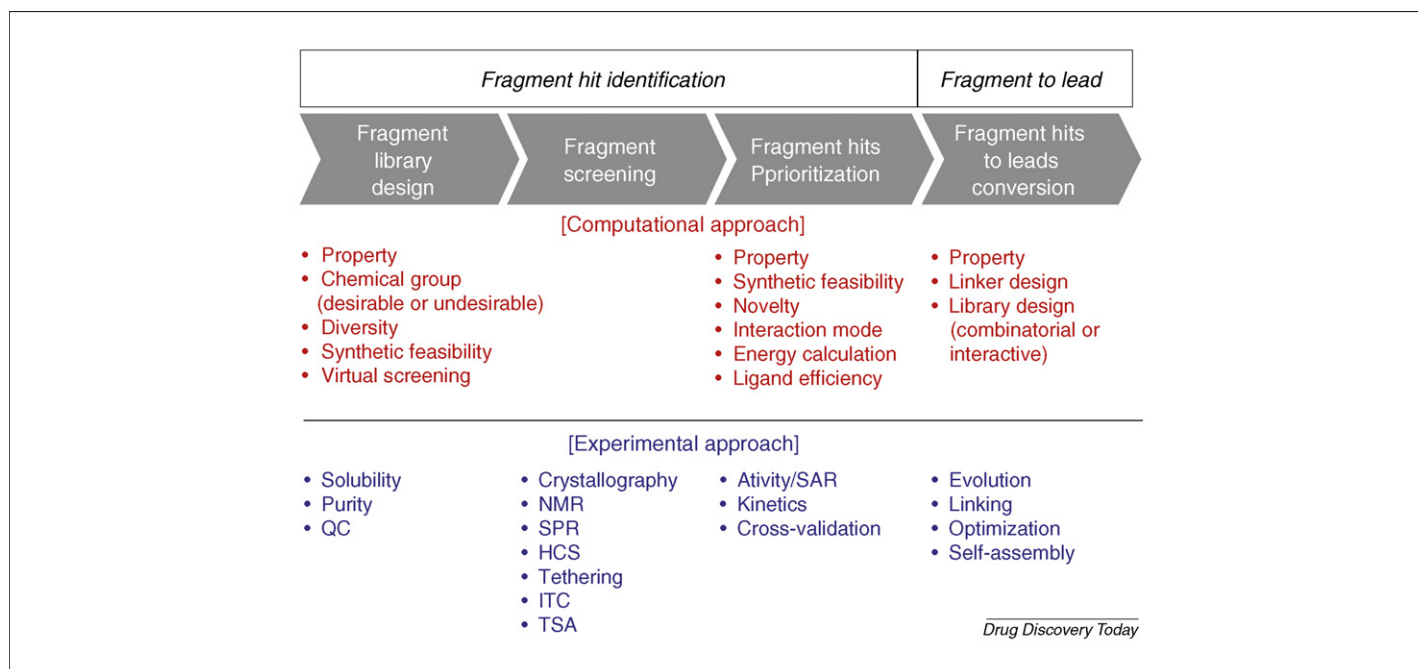 Fragment hit identification
Fragment to lead
Fragment
library
design
Fragment
screening
Fragment hits
Pprioritization
Fragment hits
to leads
conversion
[Computational approach]
• Property
• Chemical group
(desirable or undesirable)
• Diversity
• Synthetic feasibility
• Virtual screening
• Property
• Synthetic feasibility
• Novelty
• Interaction mode
• Energy calculation
• Ligand efficiency
• Property
• Linker design
• Library design
(combinatorial or
interactive)
[Experimental approach]
• Solubility
• Purity
• QC
• Crystallography
• NMR
• SPR
• HCS
• Tethering
• ITC
• TSA
• Ativity/SAR
• Kinetics
• Cross-validation
• Evolution
• Linking
• Optimization
• Self-assembly
Drug Discovery Today